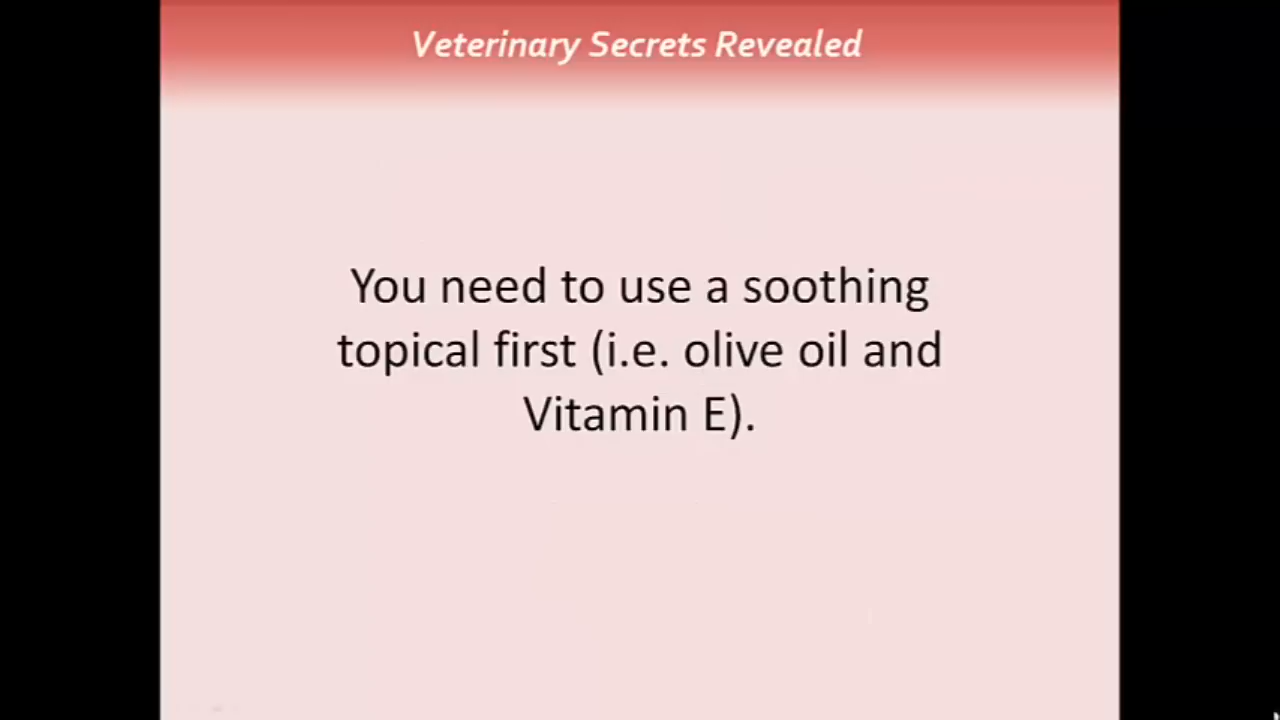 Veterinary Secrets Revealed
You need to use a soothing
topical first (i.e. olive oil and
Vitamin E).